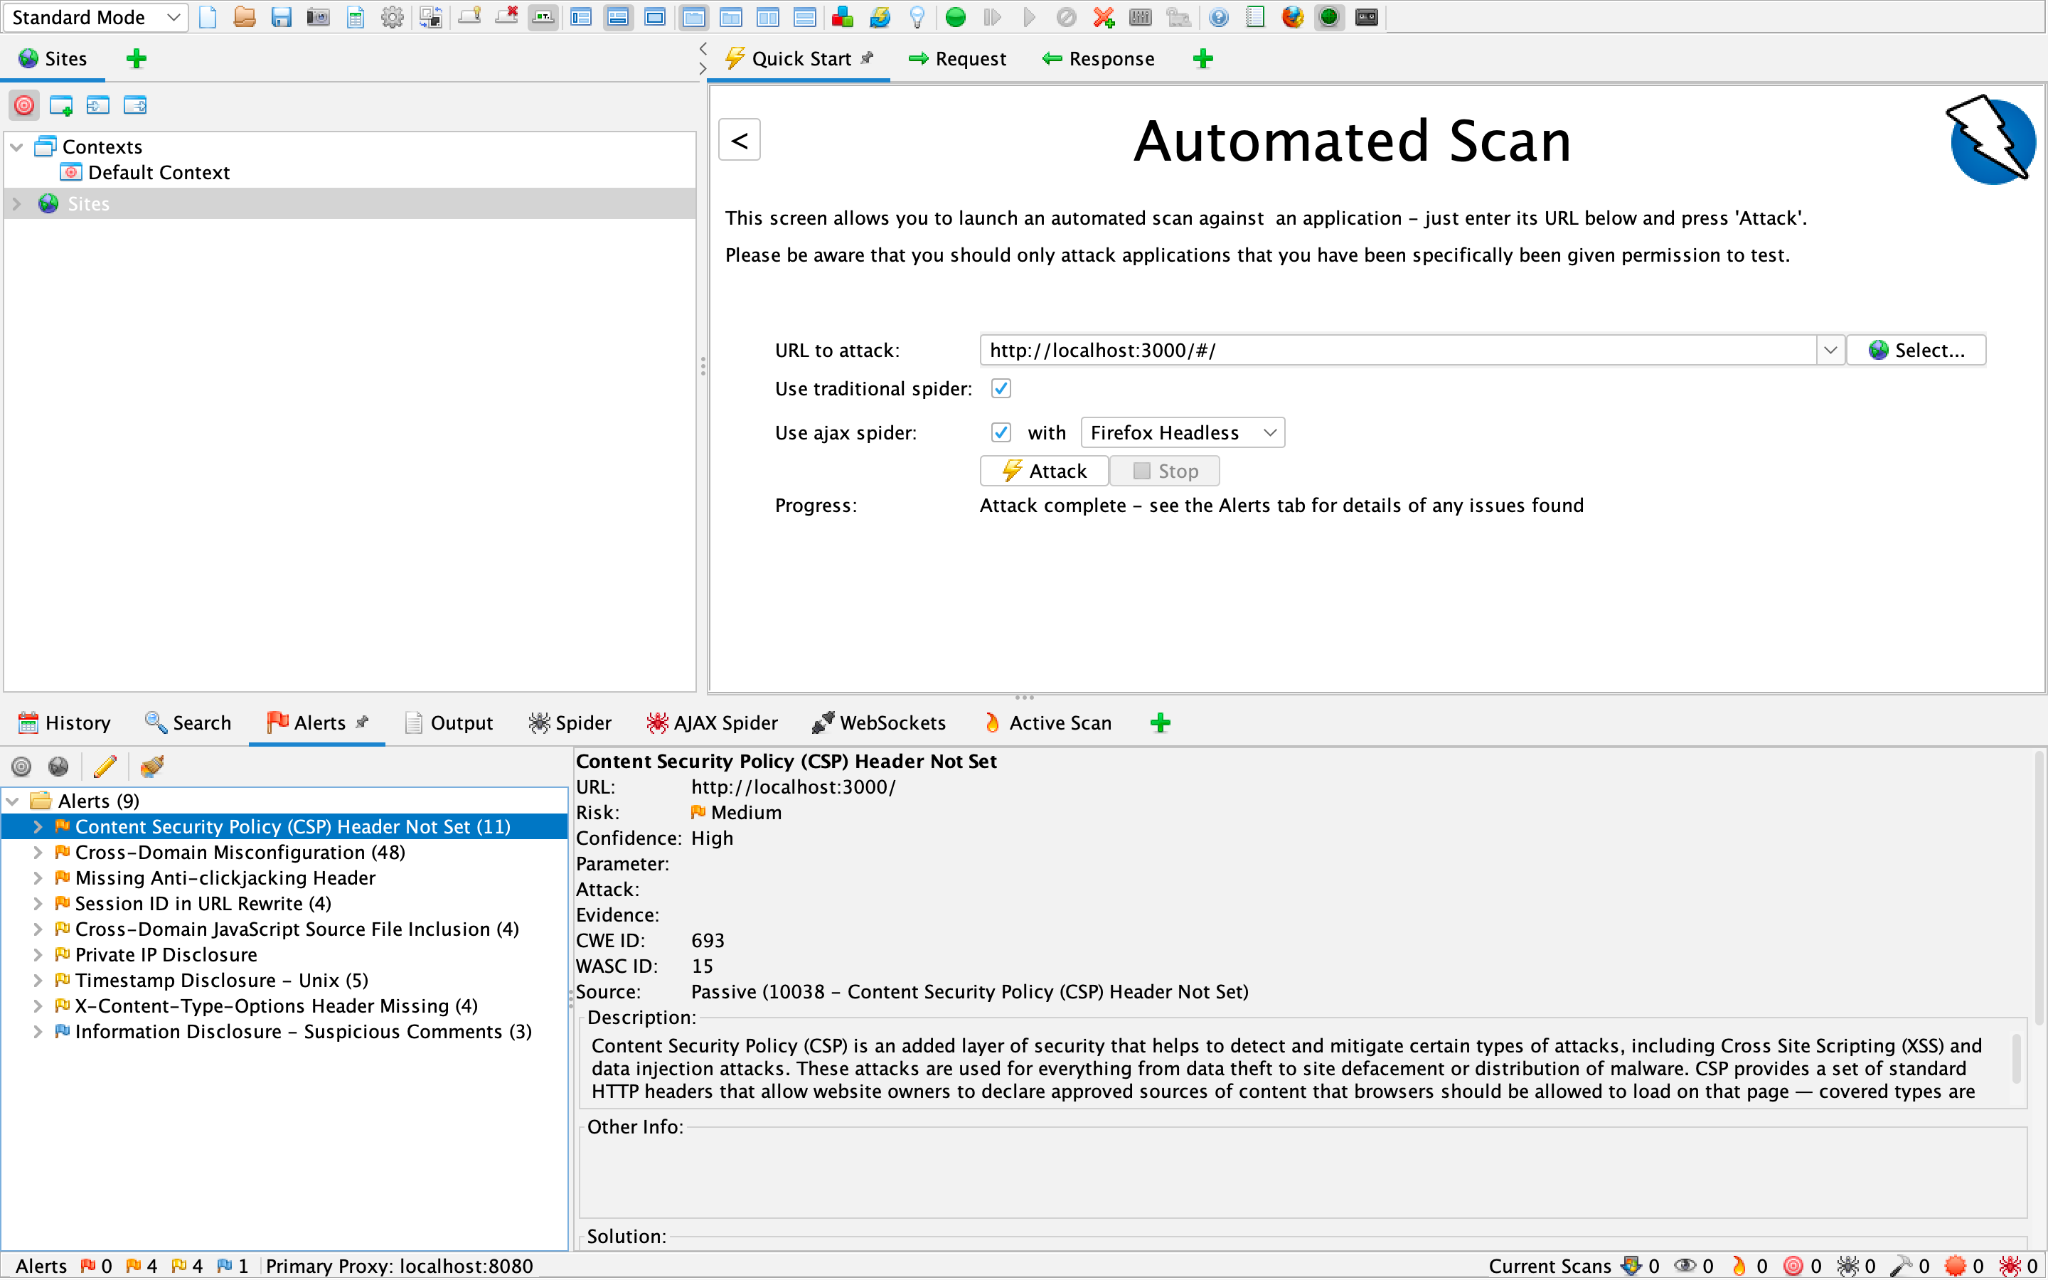 Standard Mode
Sites
Quick Start
Request
Response
Contexts
Default Context
Sites
<
Automated Scan
This screen allows you to launch an automated scan against  an application – just enter its URL below and press 'Attack'.
Please be aware that you should only attack applications that you have been specifically been given permission to test.
URL to attack:
http://localhost:3000/#/
Select...
Use traditional spider:
Use ajax spider:
with
Firefox Headless
Attack
Stop
Progress:
Attack complete – see the Alerts tab for details of any issues found
History
Search
Alerts
Output
Spider
AJAX Spider
WebSockets
Active Scan
Alerts (9)
Content Security Policy (CSP) Header Not Set (11)
Cross–Domain Misconfiguration (48)
Missing Anti–clickjacking Header
Session ID in URL Rewrite (4)
Cross–Domain JavaScript Source File Inclusion (4)
Private IP Disclosure
Timestamp Disclosure – Unix (5)
X–Content–Type–Options Header Missing (4)
Information Disclosure – Suspicious Comments (3)
Content Security Policy (CSP) Header Not Set
URL: http://localhost:3000/
Risk: Medium
Confidence: High
Parameter:
Attack:
Evidence:
CWE ID: 693
WASC ID: 15
Source: Passive (10038 – Content Security Policy (CSP) Header Not Set)
Description:
Content Security Policy (CSP) is an added layer of security that helps to detect and mitigate certain types of attacks, including Cross Site Scripting (XSS) and
data injection attacks. These attacks are used for everything from data theft to site defacement or distribution of malware. CSP provides a set of standard
HTTP headers that allow website owners to declare approved sources of content that browsers should be allowed to load on that page — covered types are
Other Info:
Solution:
Alerts 0 4 4 1 Primary Proxy: localhost:8080
Current Scans 0 0 0 0 0 0 0 0